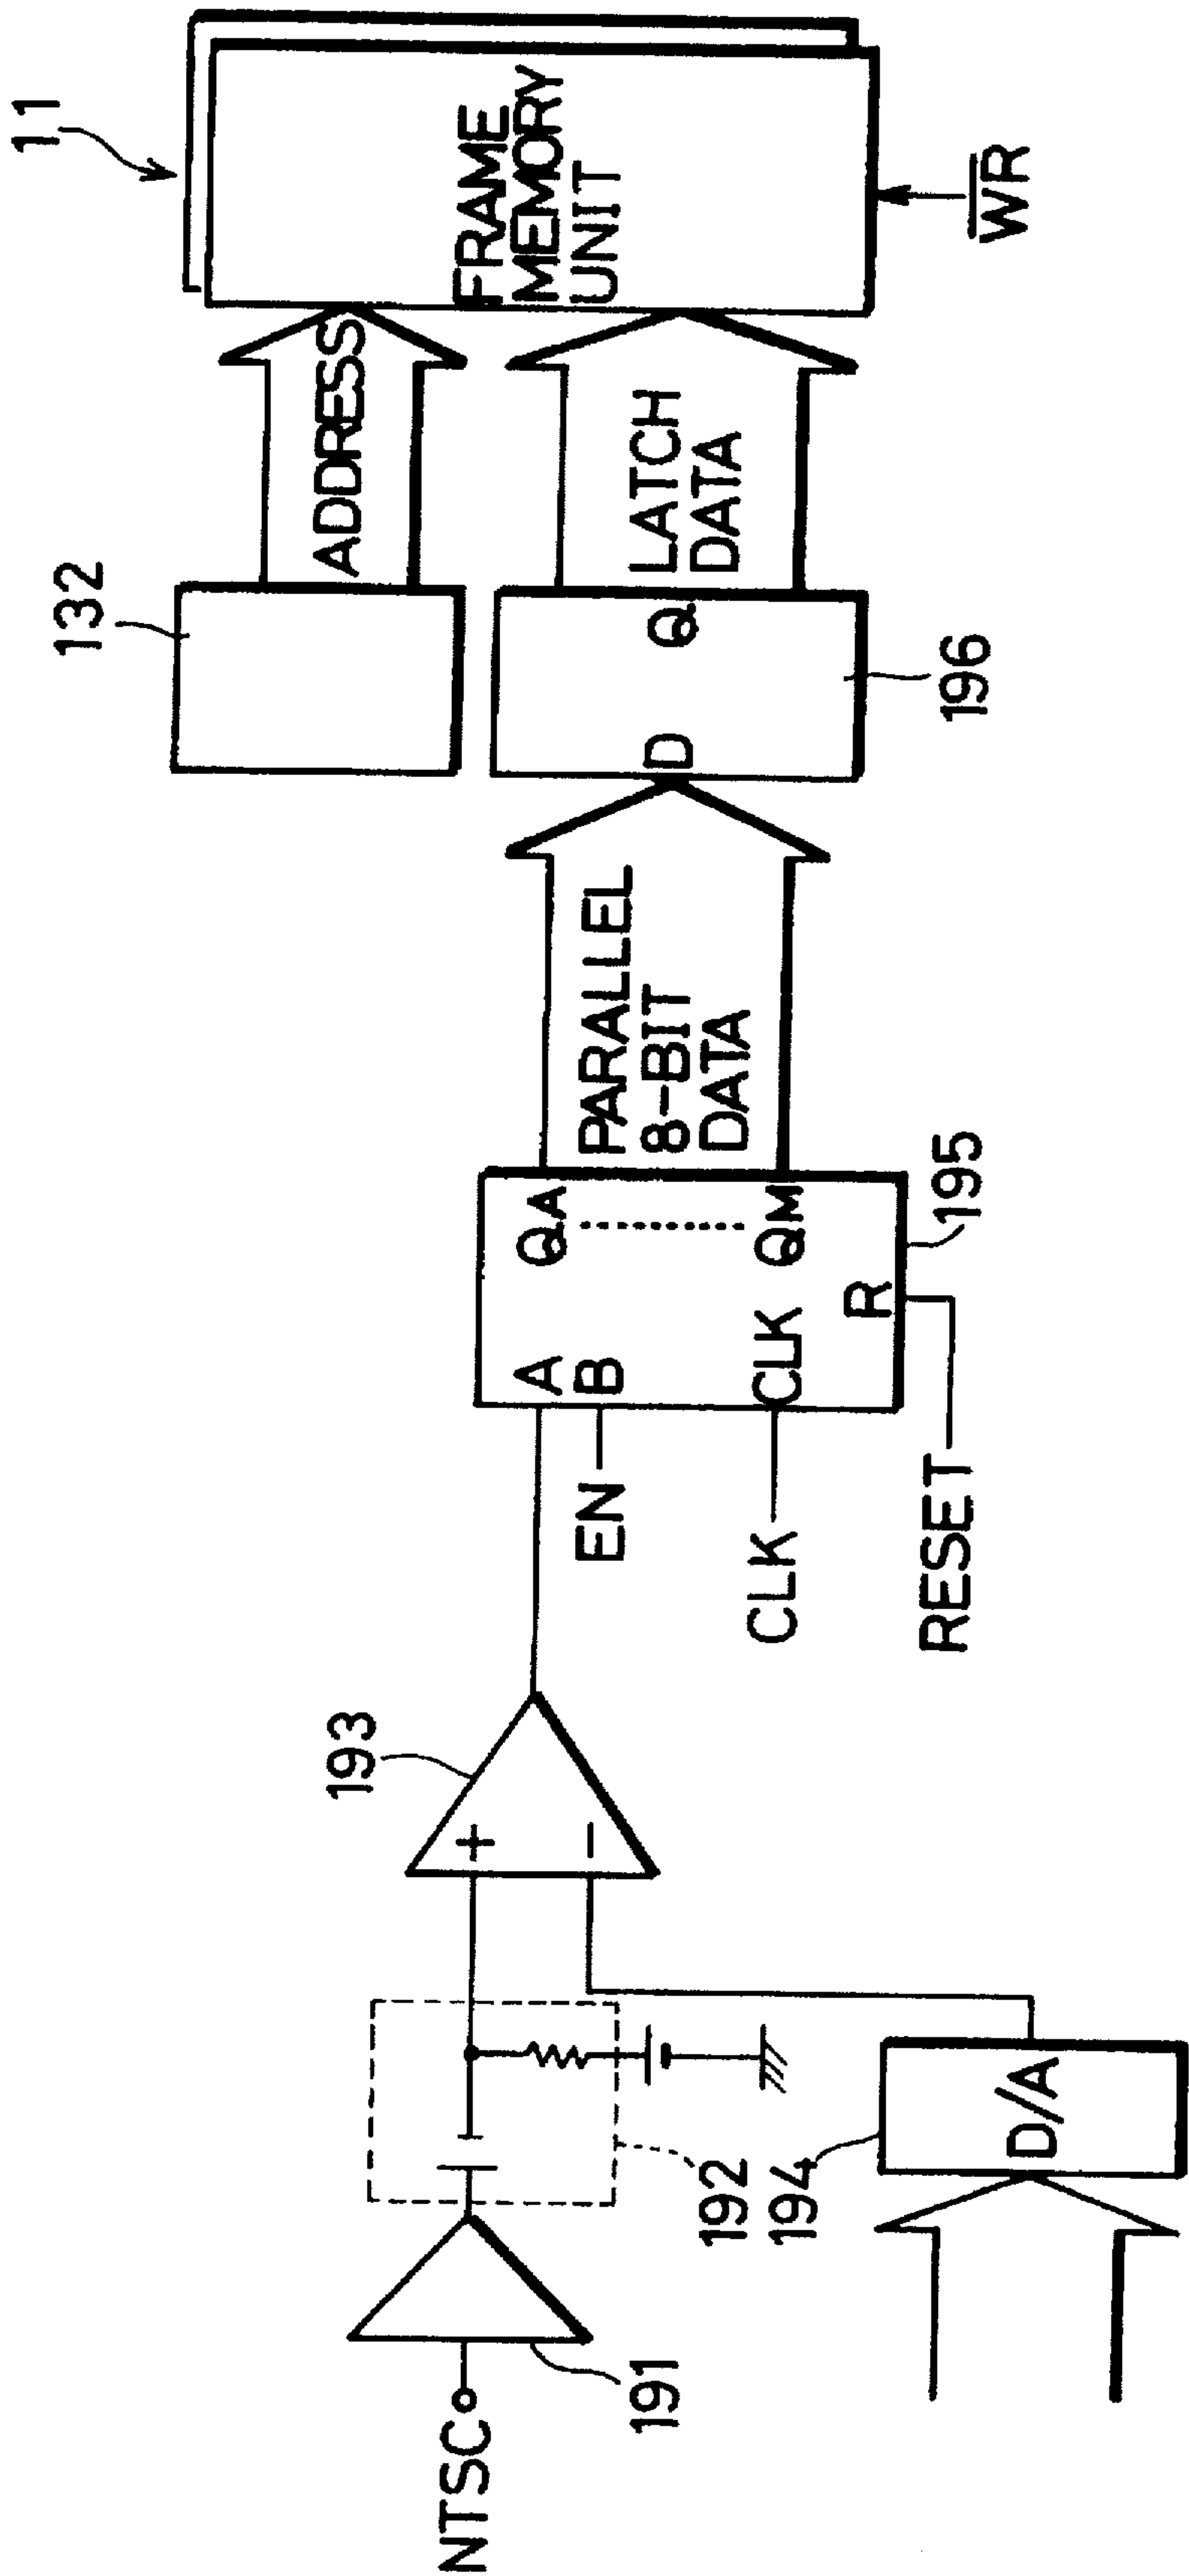 11
FRAME
MEMORY
UNIT
WR
ADDRESS
LATCH
DATA
132
D Q
196
PARALLEL
8-BIT
DATA
A
B
CLK
QA
QM
R
195
EN
CLK
RESET
193
+
−
192
194
D/A
191
NTSC